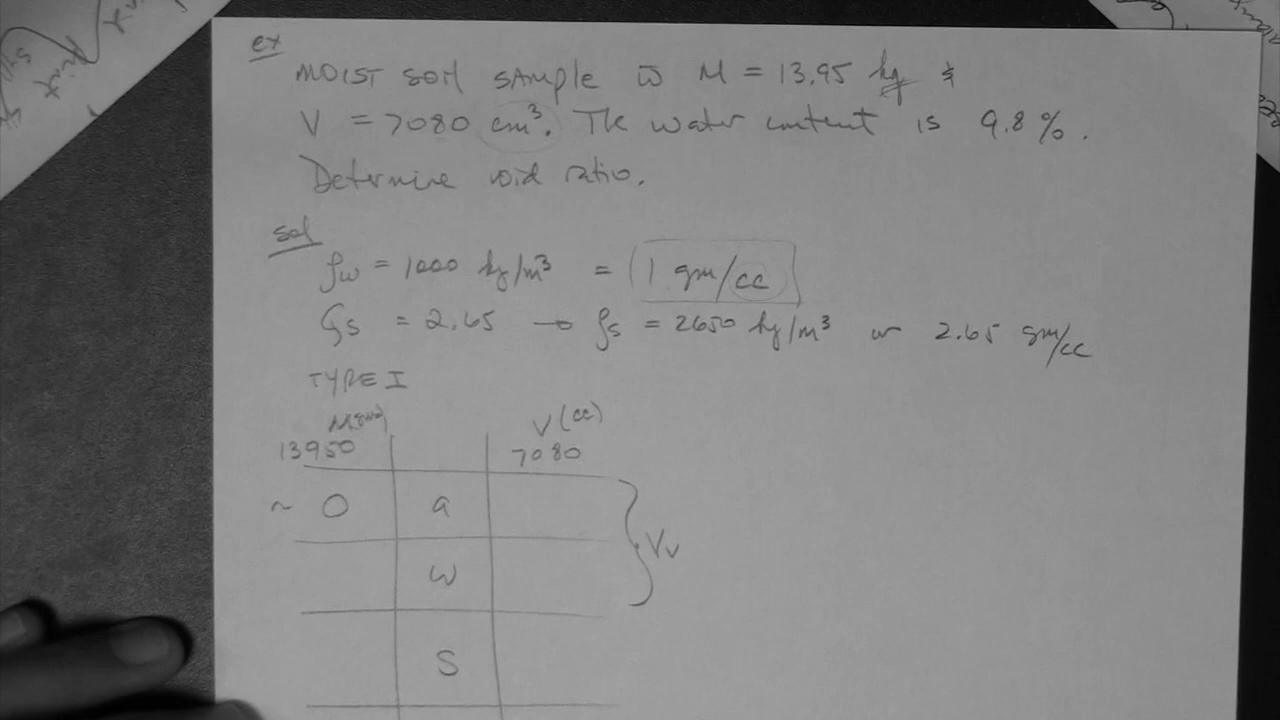 ex
MOIST SOIL SAMPLE w̄ M = 13.95 kg &
V = 7080 cm³. The water content is 9.8%.
Determine void ratio.
sol
ρw = 1000 kg/m³ = 1 gm/cc
Gs = 2.65 → ρs = 2650 kg/m³ or 2.65 gm/cc
TYPE I
M(gm) V(cc)
13950 7080
~ 0 a
Vv
w
S